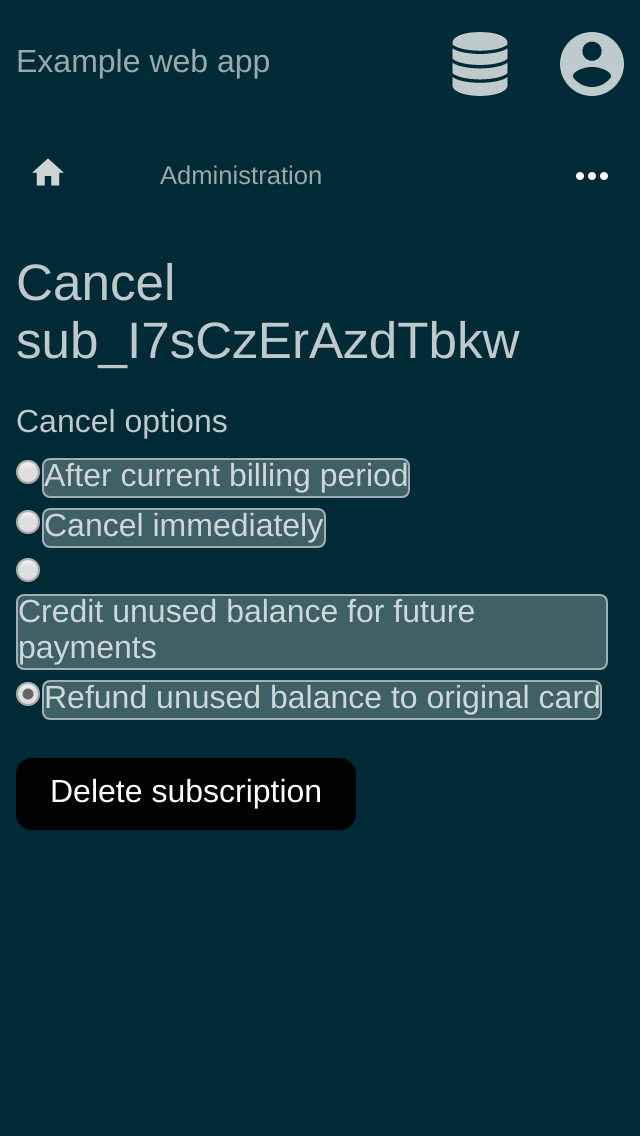 Example web app
Administration
Cancel
sub_I7sCzErAzdTbkw
Cancel options
After current billing period
Cancel immediately
Credit unused balance for future
payments
Refund unused balance to original card
Delete subscription